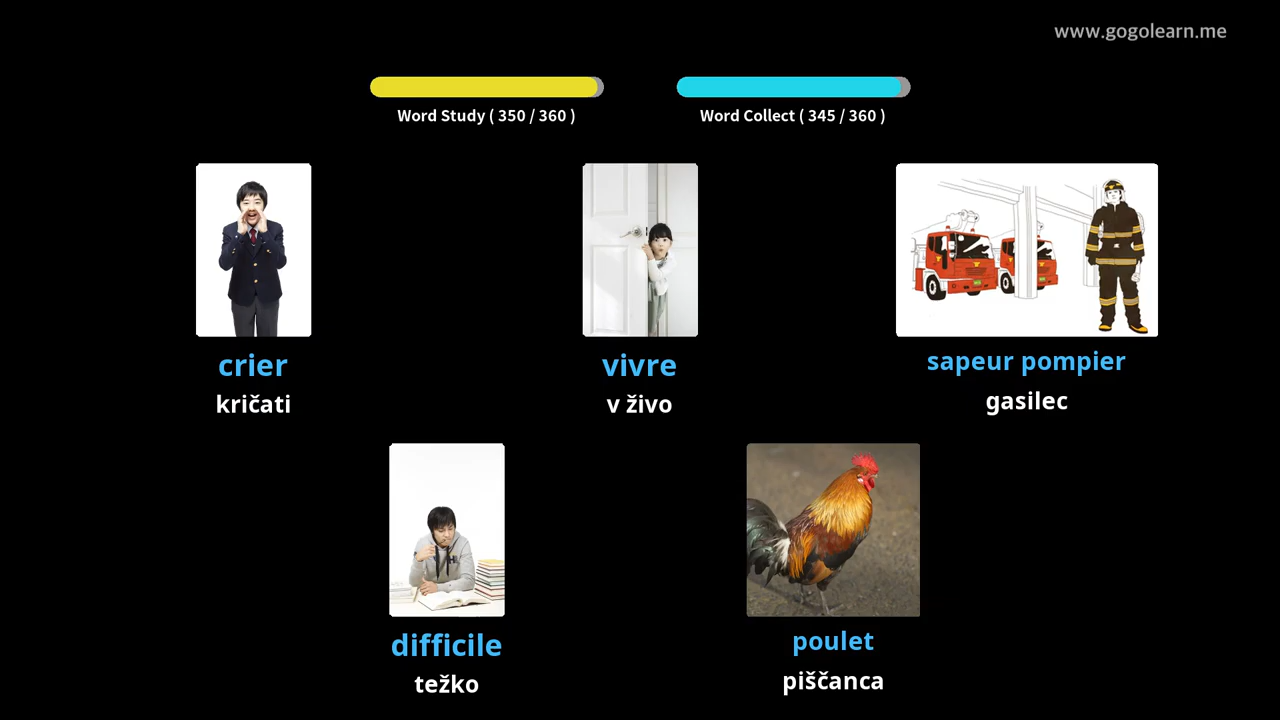 www.gogolearn.me
Word Study ( 350 / 360 )
Word Collect ( 345 / 360 )
crier
kričati
vivre
v živo
sapeur pompier
gasilec
difficile
težko
poulet
piščanca